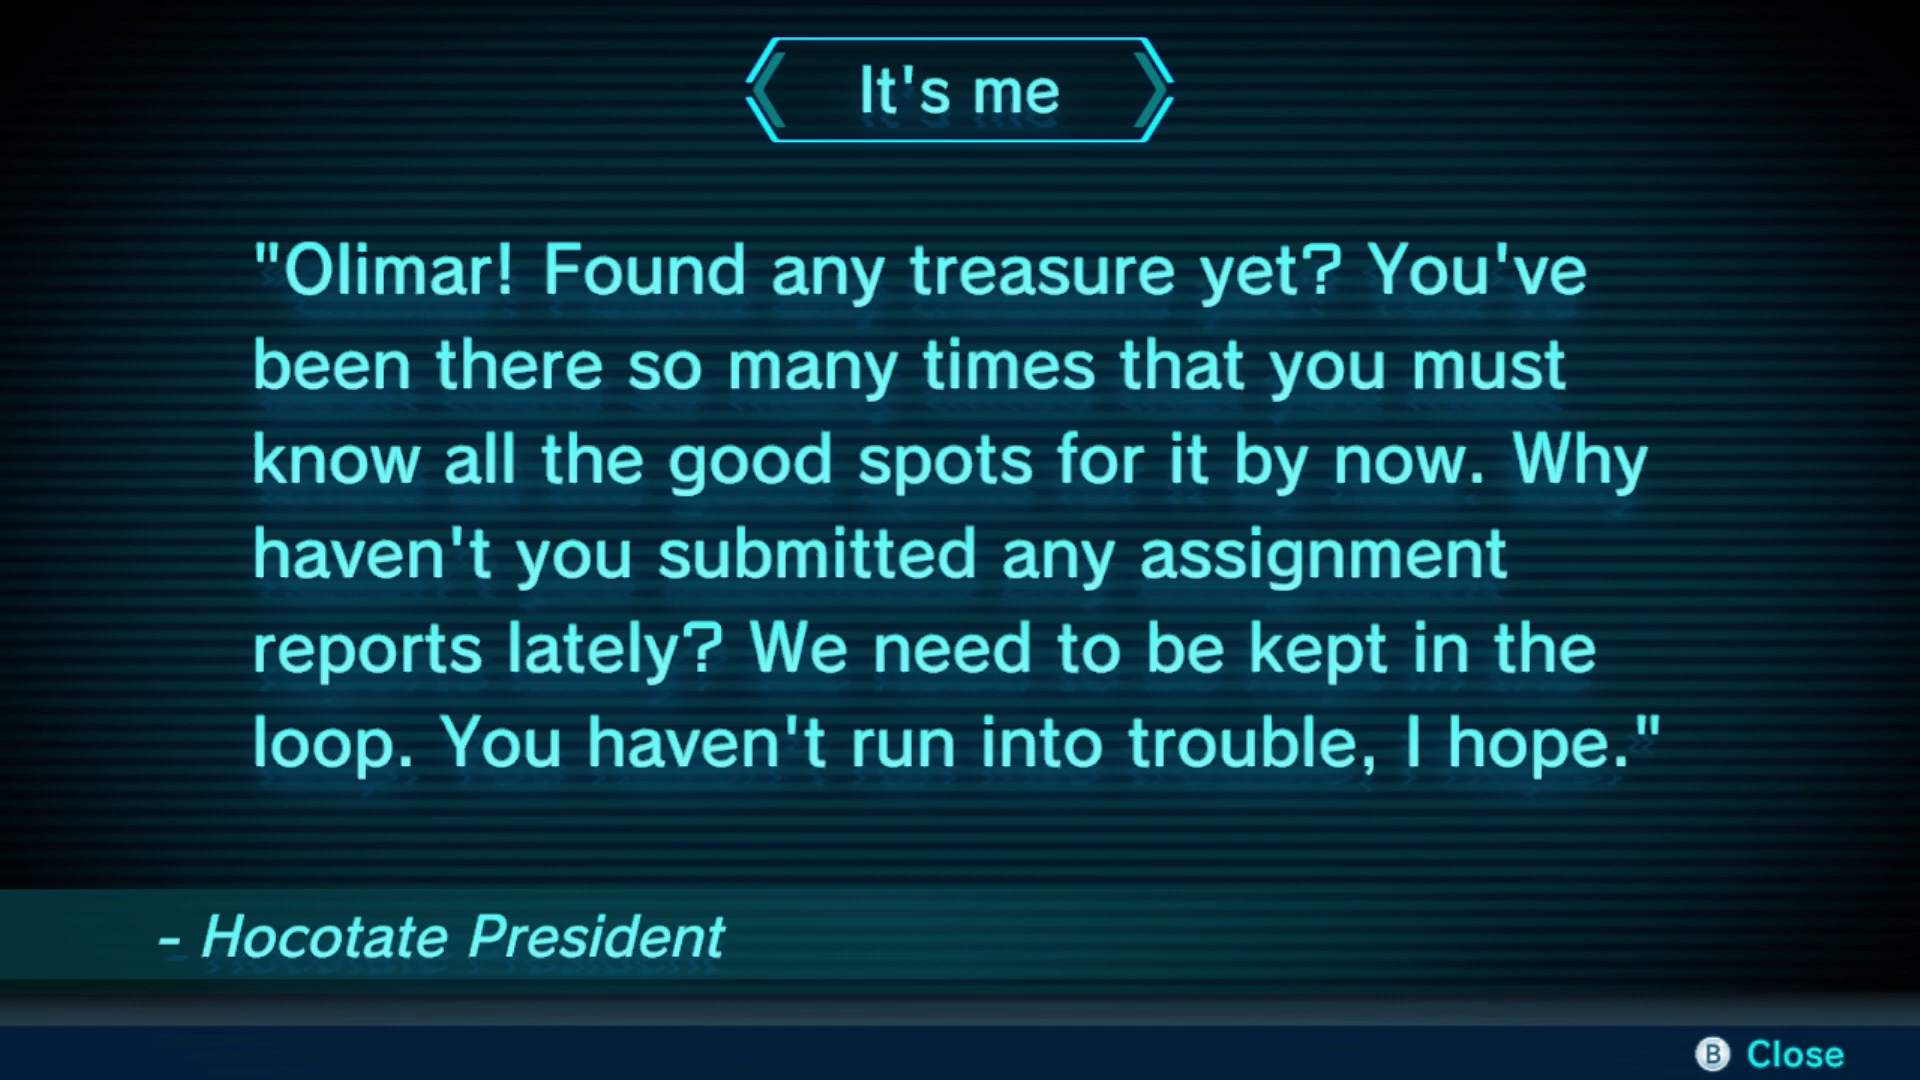 It's me
"Olimar! Found any treasure yet? You've
been there so many times that you must
know all the good spots for it by now. Why
haven't you submitted any assignment
reports lately? We need to be kept in the
loop. You haven't run into trouble, I hope."
- Hocotate President
B Close